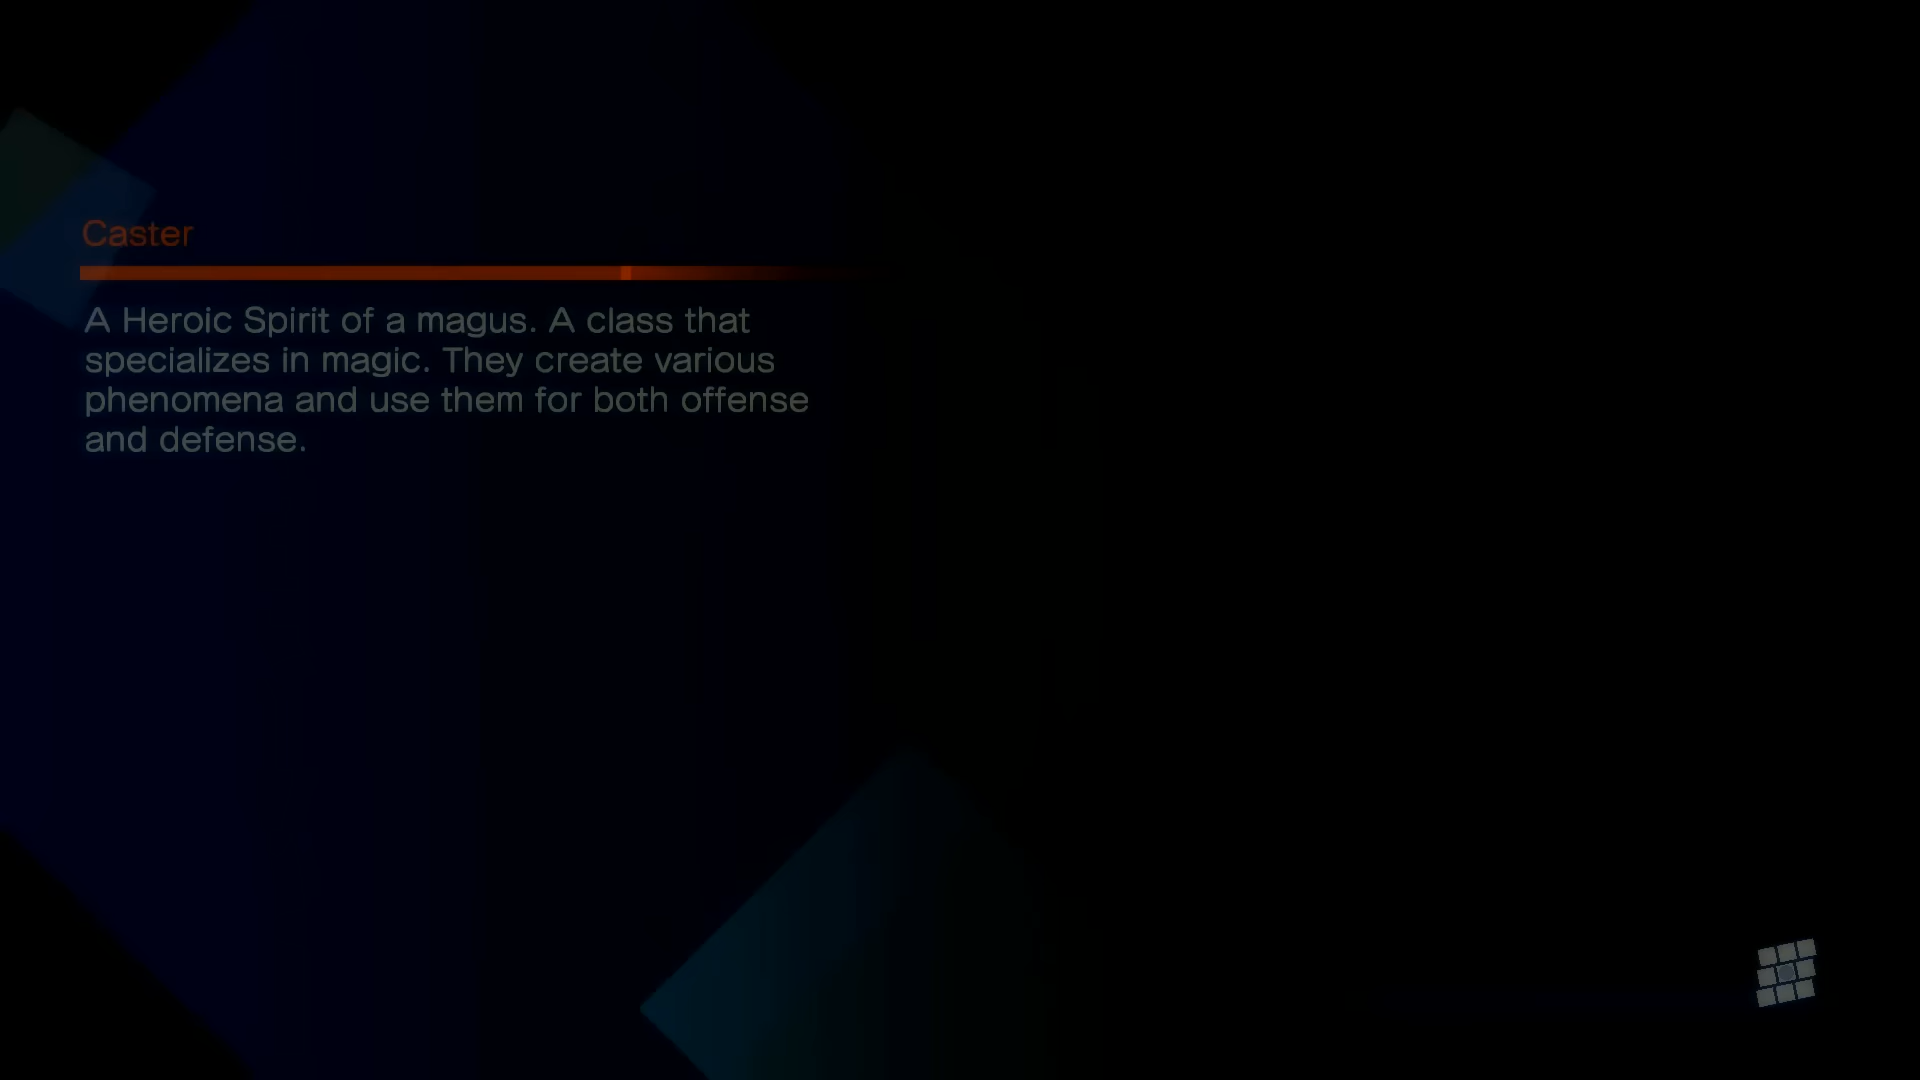 Caster
A Heroic Spirit of a magus. A class that
specializes in magic. They create various
phenomena and use them for both offense
and defense.